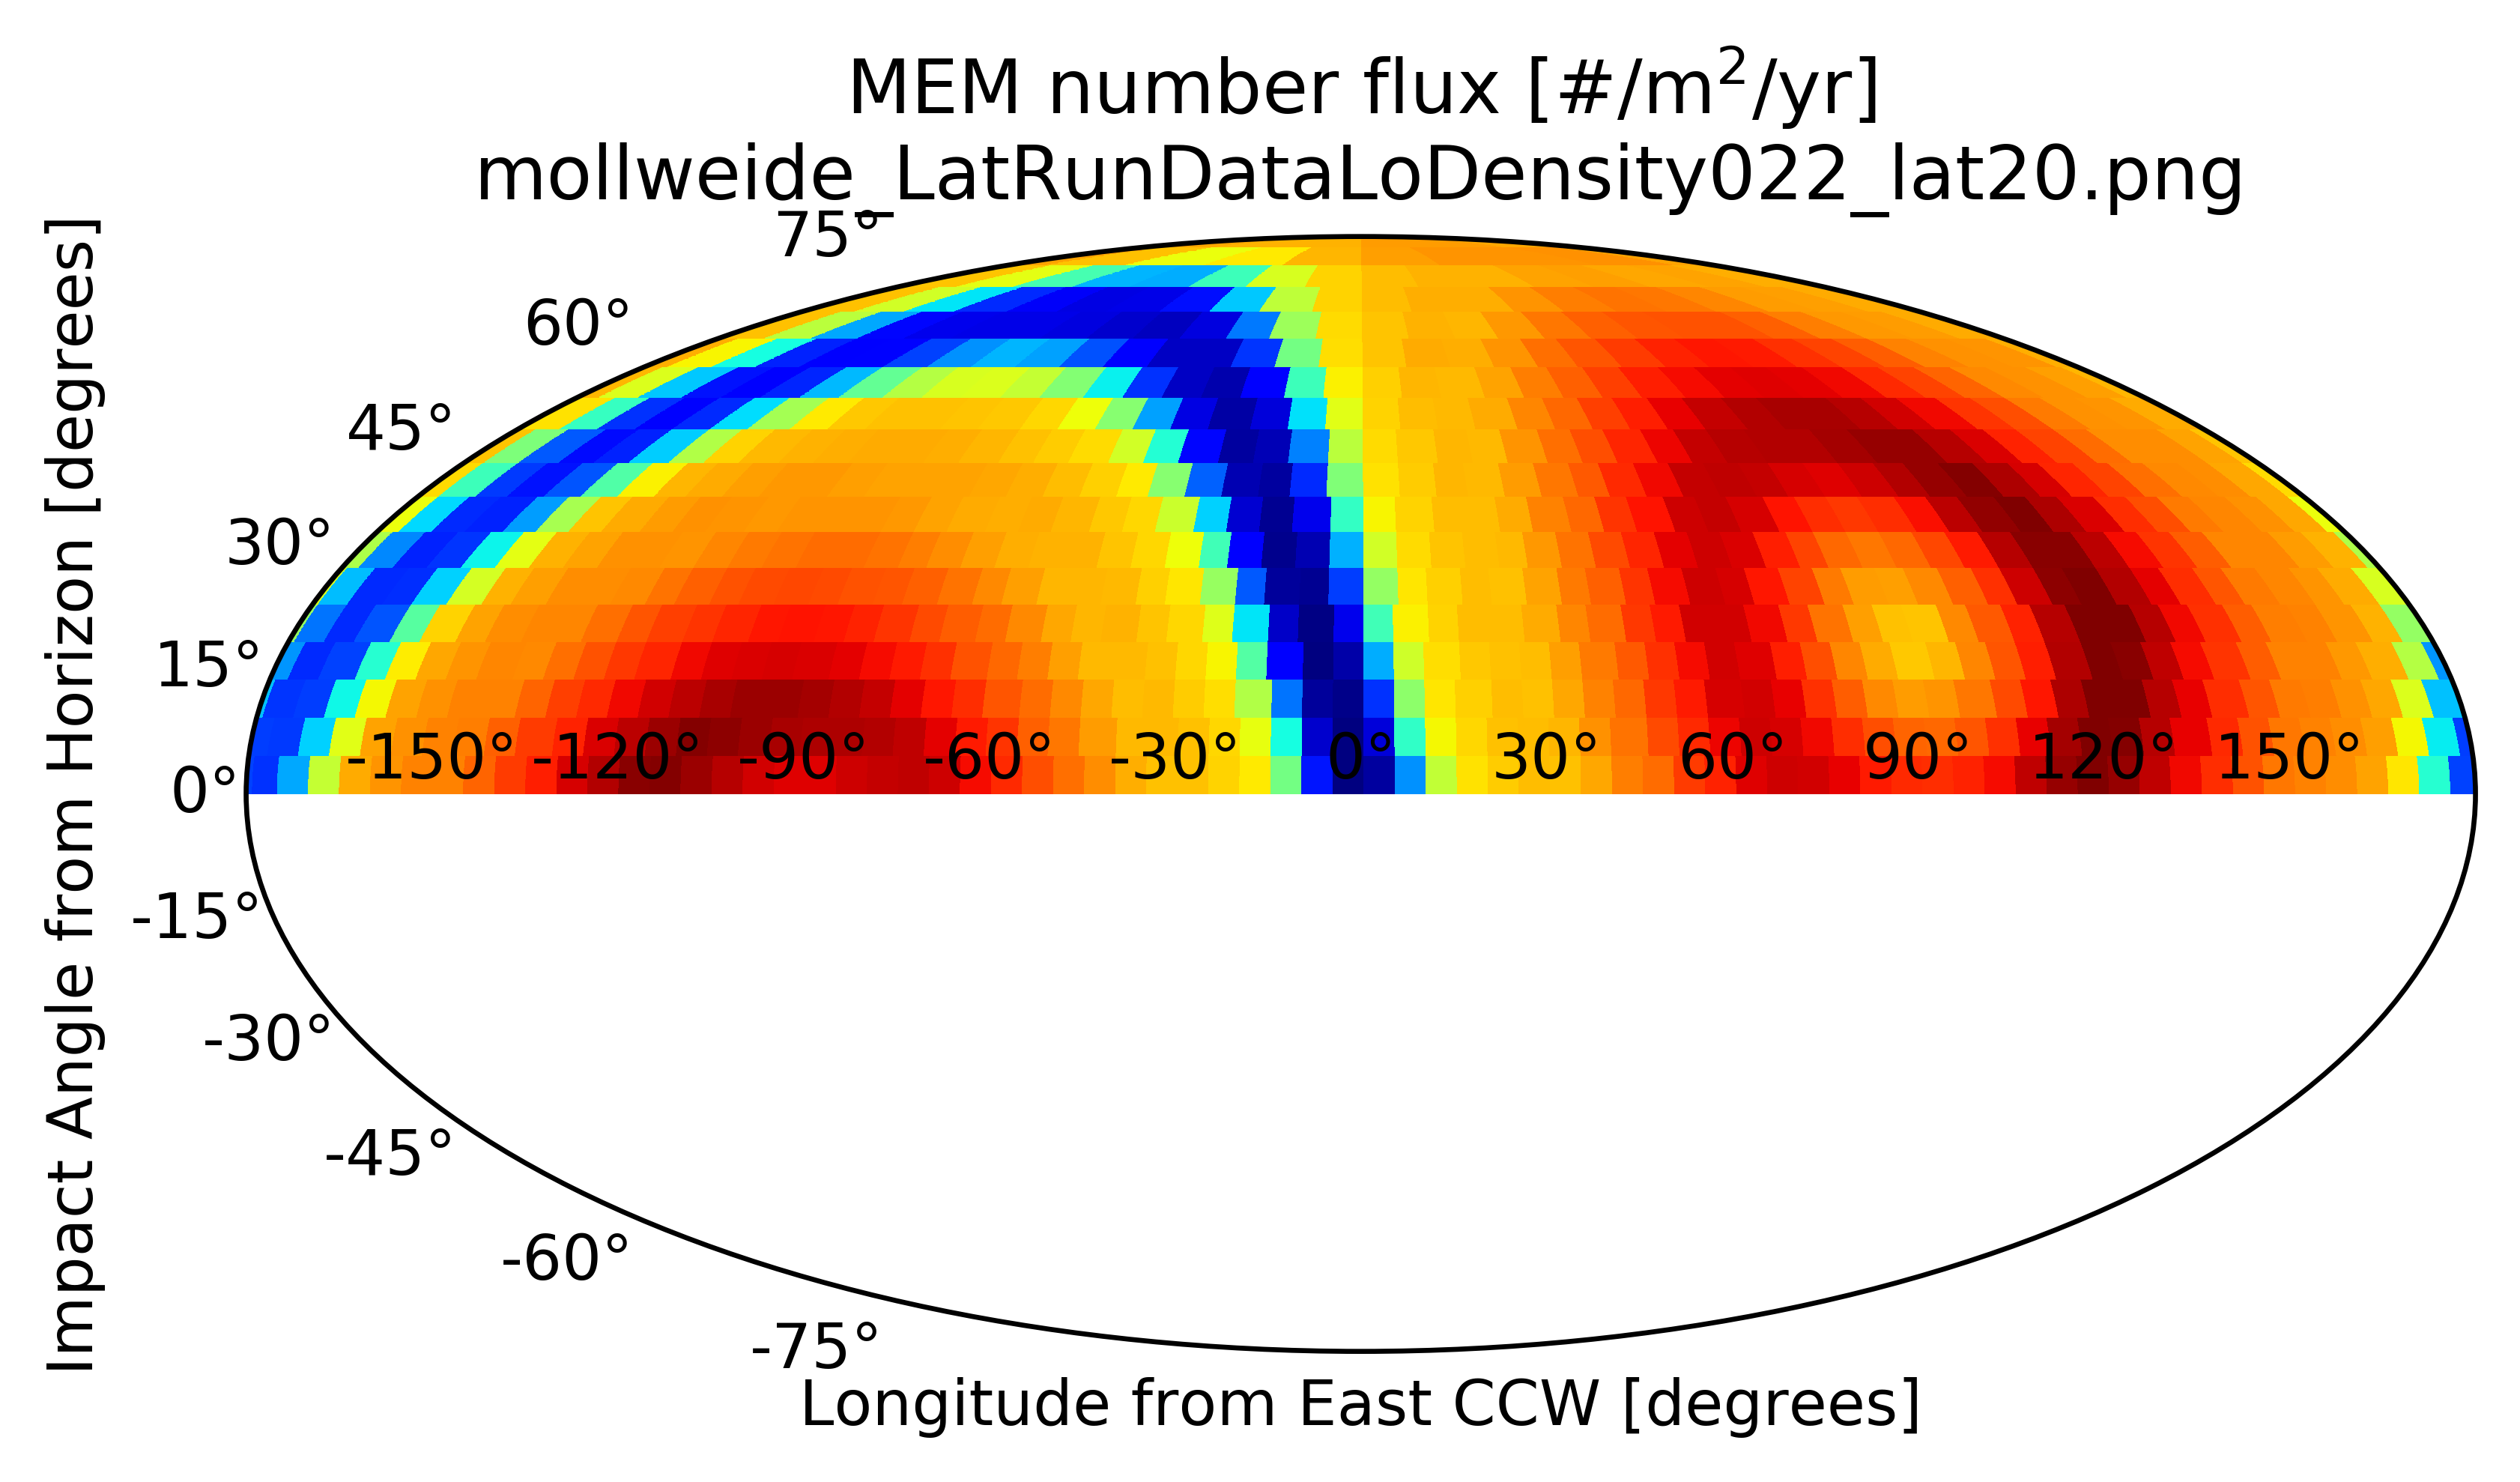 MEM number flux [#/m²/yr]
mollweide_LatRunDataLoDensity022_lat20.png
Impact Angle from Horizon [degrees]
75°
60°
45°
30°
15°
0°
-15°
-30°
-45°
-60°
-75°
-150° -120° -90° -60° -30° 0° 30° 60° 90° 120° 150°
Longitude from East CCW [degrees]